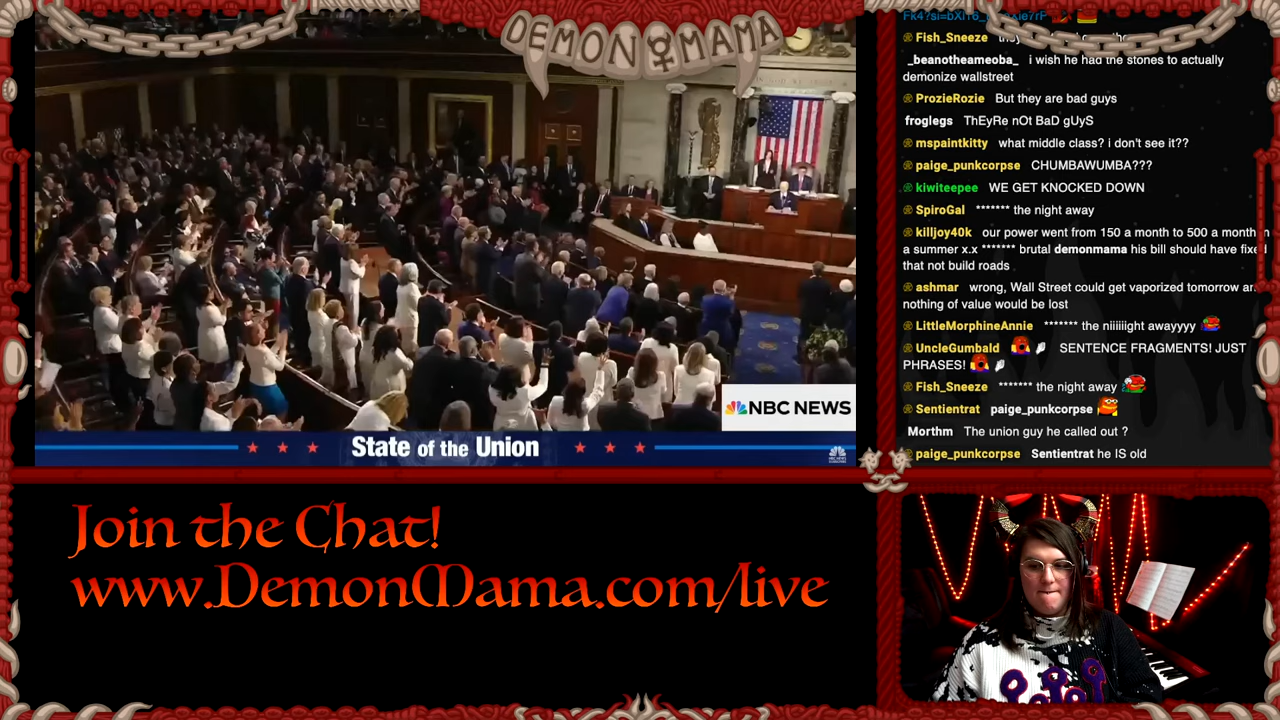 DEMON MAMA
NBC NEWS
State of the Union
Join the Chat!
www.DemonMama.com/live
Fish_Sneeze
_beanotheameoba_ i wish he had the stones to actually
demonize wallstreet
ProzieRozie But they are bad guys
froglegs ThEyRe nOt BaD gUyS
mspaintkitty what middle class? i don't see it??
paige_punkcorpse CHUMBAWUMBA???
kiwiteepee WE GET KNOCKED DOWN
SpiroGal ******* the night away
killjoy40k our power went from 150 a month to 500 a month in
a summer x.x ******* brutal demonmama his bill should have fixed
that not build roads
ashmar wrong, Wall Street could get vaporized tomorrow
nothing of value would be lost
LittleMorphineAnnie ******* the niiiiiight awayyyy
UncleGumbald SENTENCE FRAGMENTS! JUST
PHRASES!
Fish_Sneeze ******* the night away
Sentientrat paige_punkcorpse
Morthm The union guy he called out ?
paige_punkcorpse Sentientrat he IS old